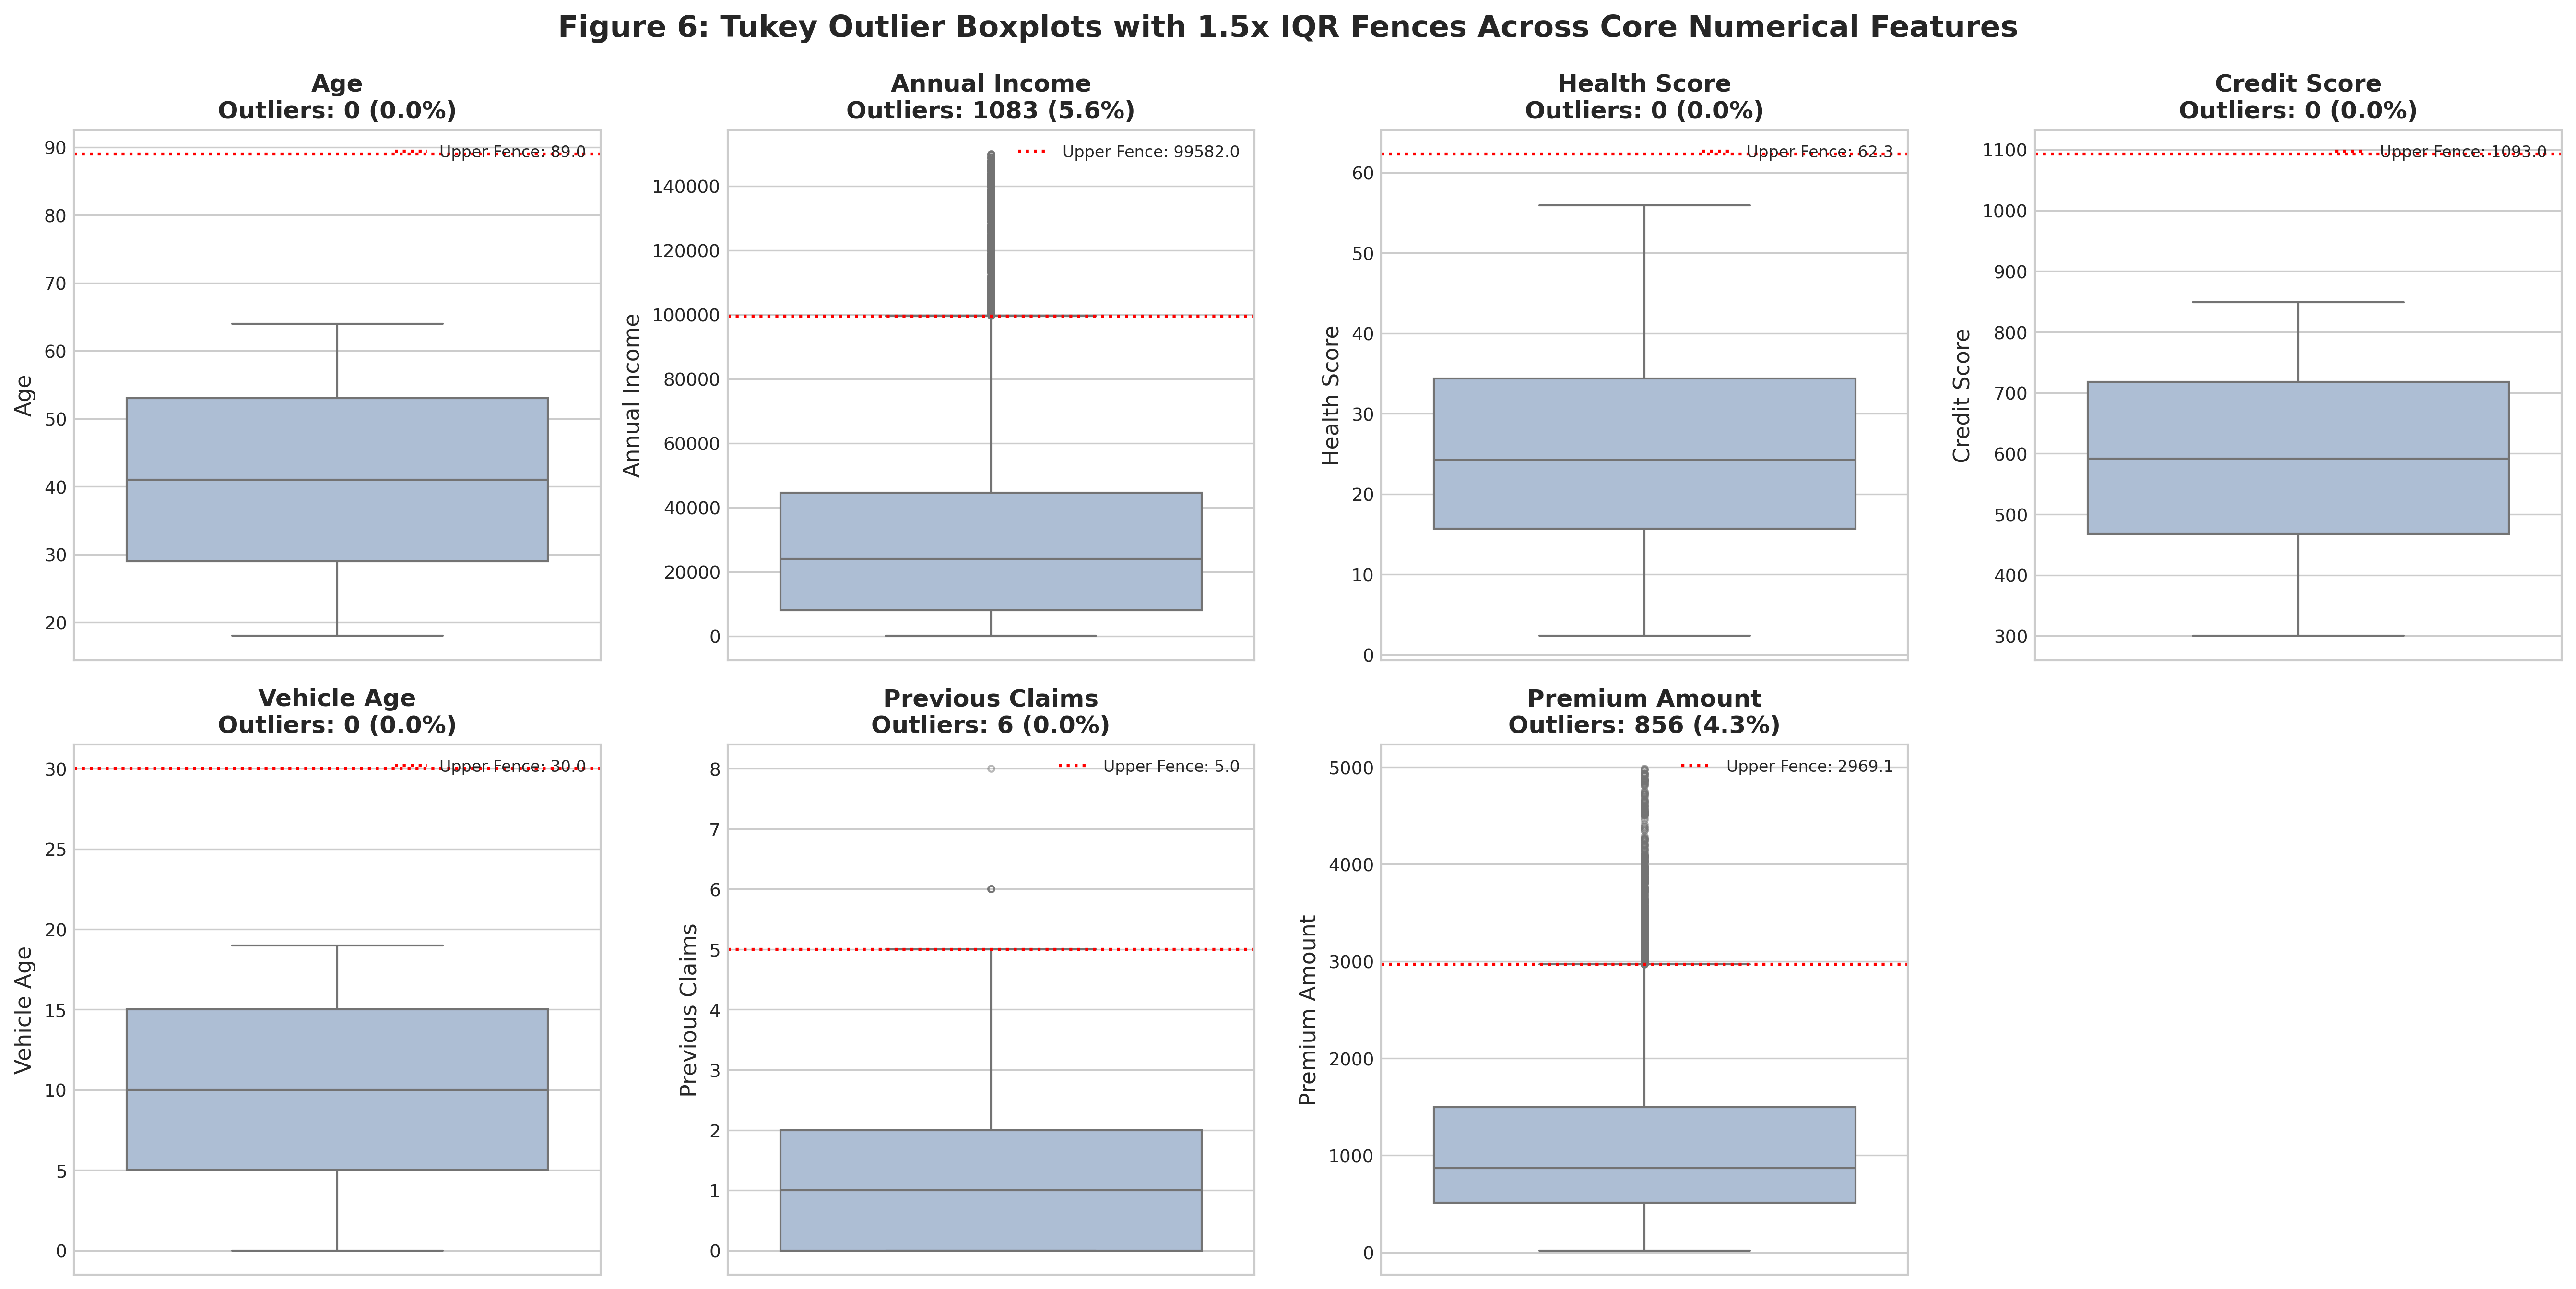 Figure 6: Tukey Outlier Boxplots with 1.5x IQR Fences Across Core Numerical Features
Age
Outliers: 0 (0.0%)
Upper Fence: 89.0
90
80
70
60
50
40
30
20
Age
Annual Income
Outliers: 1083 (5.6%)
Upper Fence: 99582.0
140000
120000
100000
80000
60000
40000
20000
0
Annual Income
Health Score
Outliers: 0 (0.0%)
Upper Fence: 62.3
60
50
40
30
20
10
0
Health Score
Credit Score
Outliers: 0 (0.0%)
Upper Fence: 1093.0
1100
1000
900
800
700
600
500
400
300
Credit Score
Vehicle Age
Outliers: 0 (0.0%)
Upper Fence: 30.0
30
25
20
15
10
5
0
Vehicle Age
Previous Claims
Outliers: 6 (0.0%)
Upper Fence: 5.0
8
7
6
5
4
3
2
1
0
Previous Claims
Premium Amount
Outliers: 856 (4.3%)
Upper Fence: 2969.1
5000
4000
3000
2000
1000
0
Premium Amount